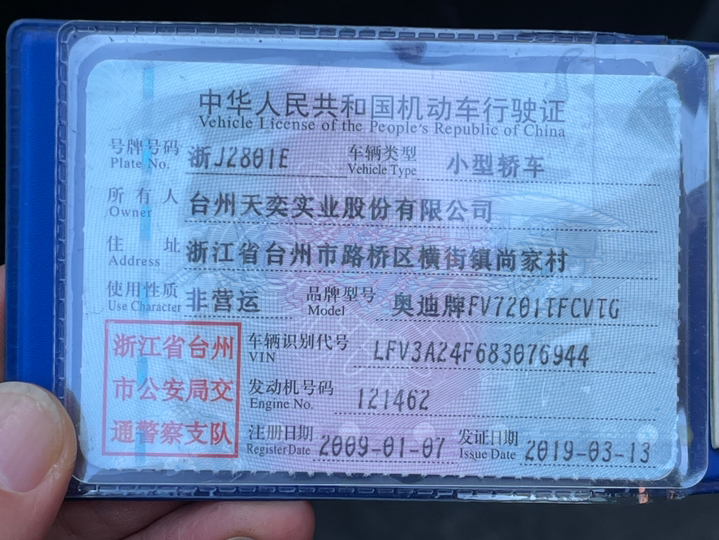 中华人民共和国机动车行驶证
Vehicle License of the People's Republic of China
号牌号码 浙J2801E 车辆类型 小型轿车
Plate No. Vehicle Type
所有人 台州天奕实业股份有限公司
Owner
住址 浙江省台州市路桥区横街镇尚家村
Address
使用性质 非营运 品牌型号 奥迪牌FV7201TFCVTG
Use Character Model
浙江省台州
市公安局交
通警察支队
车辆识别代号 LFV3A24F683076944
VIN
发动机号码 121462
Engine No.
注册日期 2009-01-07 发证日期 2019-03-13
Register Date Issue Date